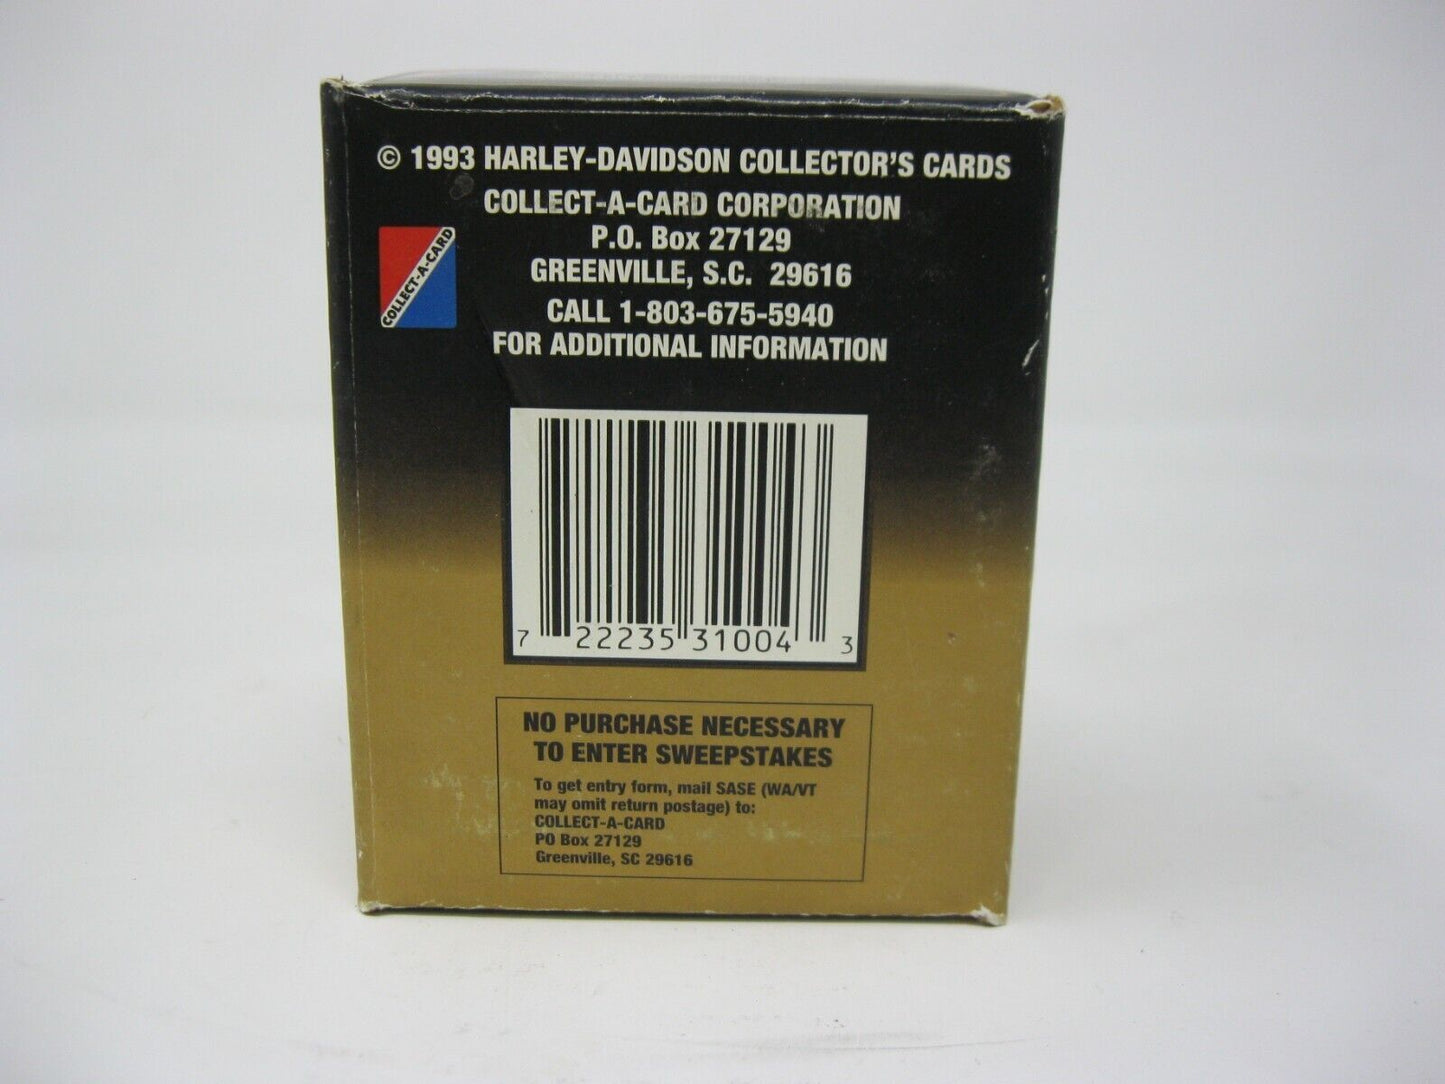 © 1993 HARLEY-DAVIDSON COLLECTOR'S CARDS
COLLECT-A-CARD CORPORATION
P.O. Box 27129
GREENVILLE, S.C. 29616
CALL 1-803-675-5940
FOR ADDITIONAL INFORMATION
COLLECT-A-CARD
7 22235 31004 3
NO PURCHASE NECESSARY
TO ENTER SWEEPSTAKES
To get entry form, mail SASE (WA/VT
may omit return postage) to:
COLLECT-A-CARD
PO Box 27129
Greenville, SC 29616